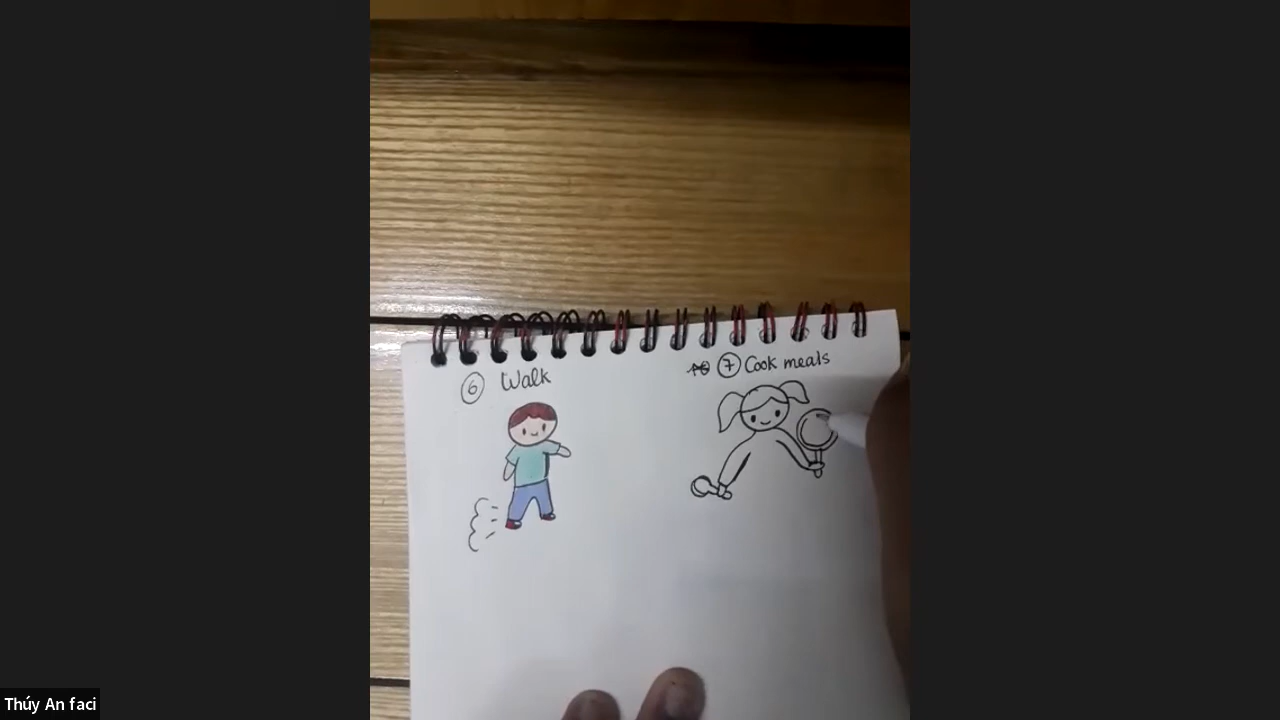 ⑥ Walk
⑦ Cook meals
Thúy An faci